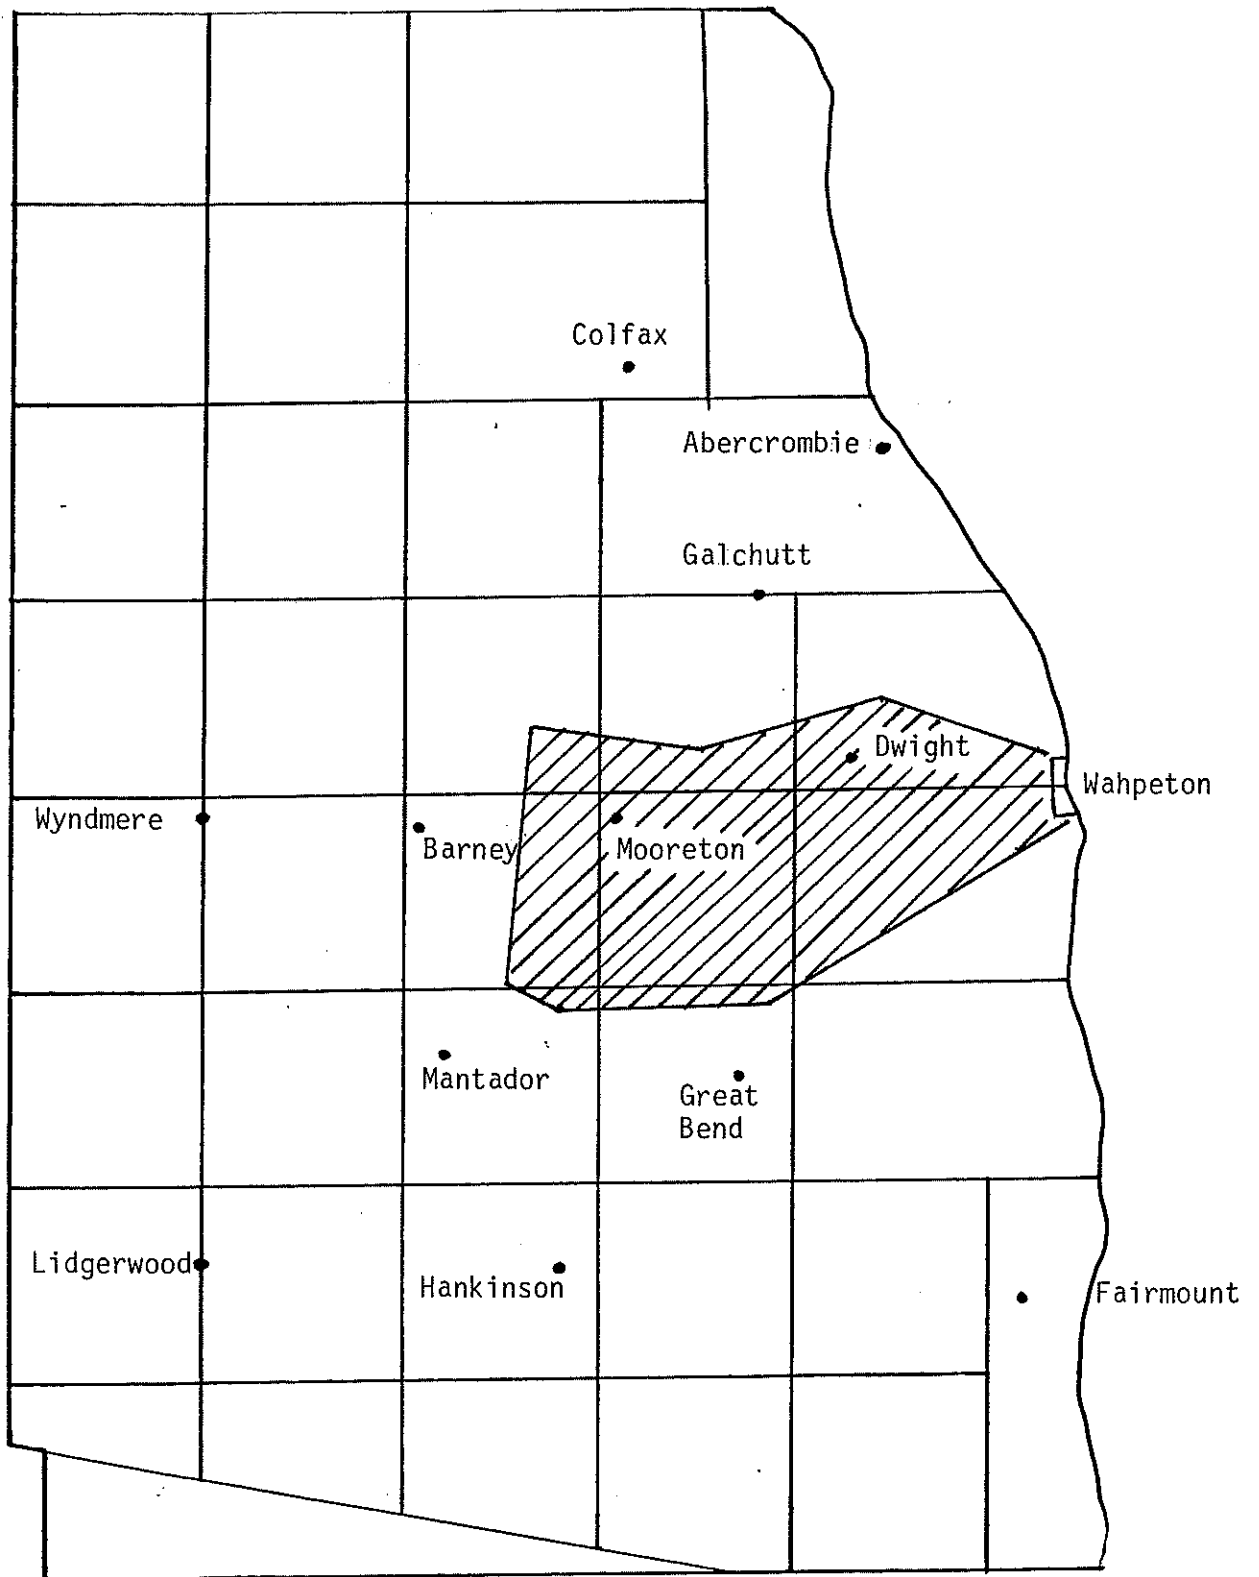 Colfax
Abercrombie
Galchutt
Dwight
Wahpeton
Wyndmere
Barney
Mooreton
Mantador
Great
Bend
Lidgerwood
Hankinson
Fairmount